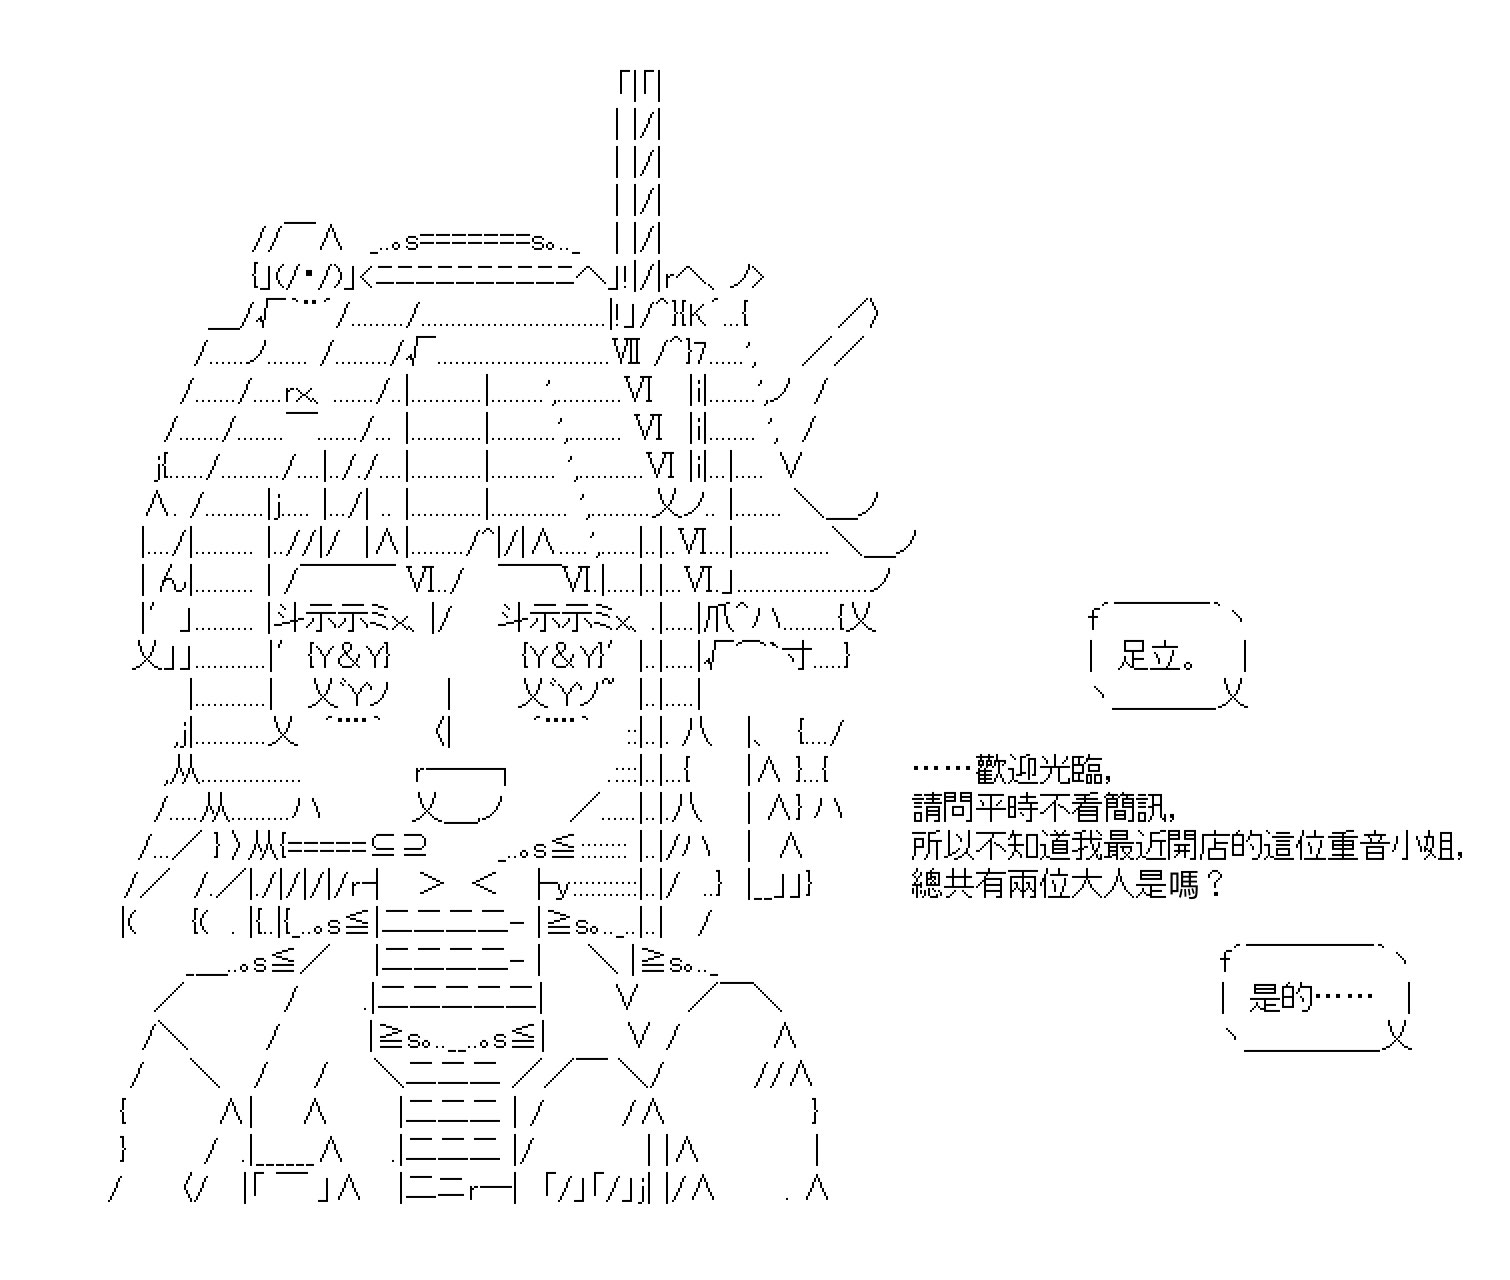 足立。
……歡迎光臨，
請問平時不看簡訊，
所以不知道我最近開店的這位重音小姐，
總共有兩位大人是嗎？
是的……